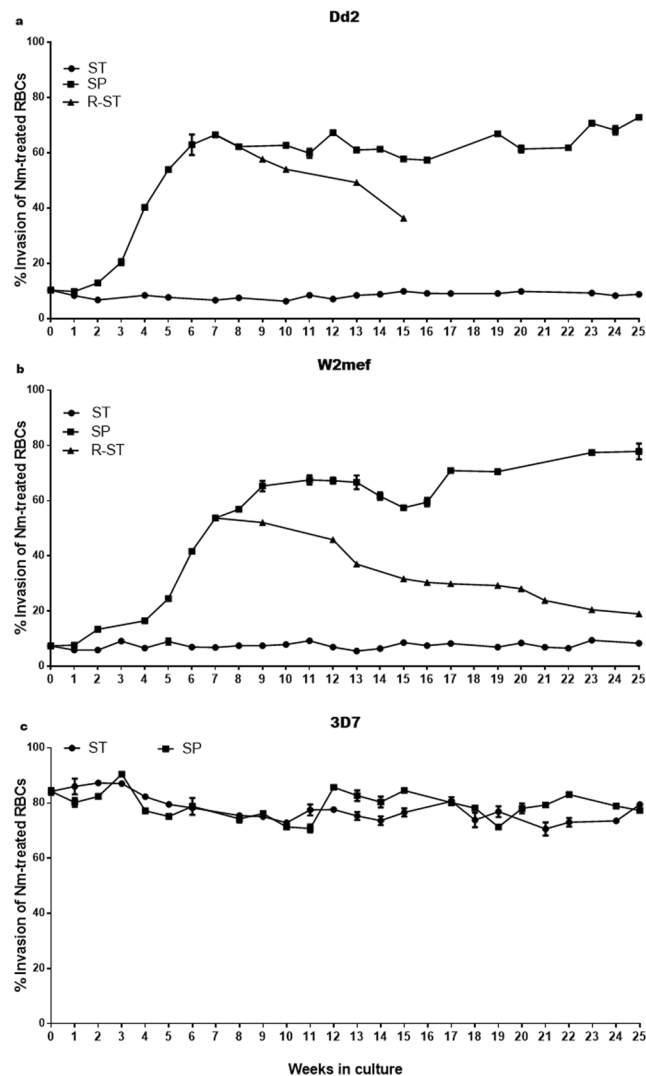 a
Dd2
% Invasion of Nm-treated RBCs
100
80
60
40
20
0
ST
SP
R-ST
0 1 2 3 4 5 6 7 8 9 10 11 12 13 14 15 16 17 18 19 20 21 22 23 24 25
b
W2mef
% Invasion of Nm-treated RBCs
100
80
60
40
20
0
ST
SP
R-ST
0 1 2 3 4 5 6 7 8 9 10 11 12 13 14 15 16 17 18 19 20 21 22 23 24 25
c
3D7
% Invasion of Nm-treated RBCs
100
80
60
40
20
0
ST SP
0 1 2 3 4 5 6 7 8 9 10 11 12 13 14 15 16 17 18 19 20 21 22 23 24 25
Weeks in culture